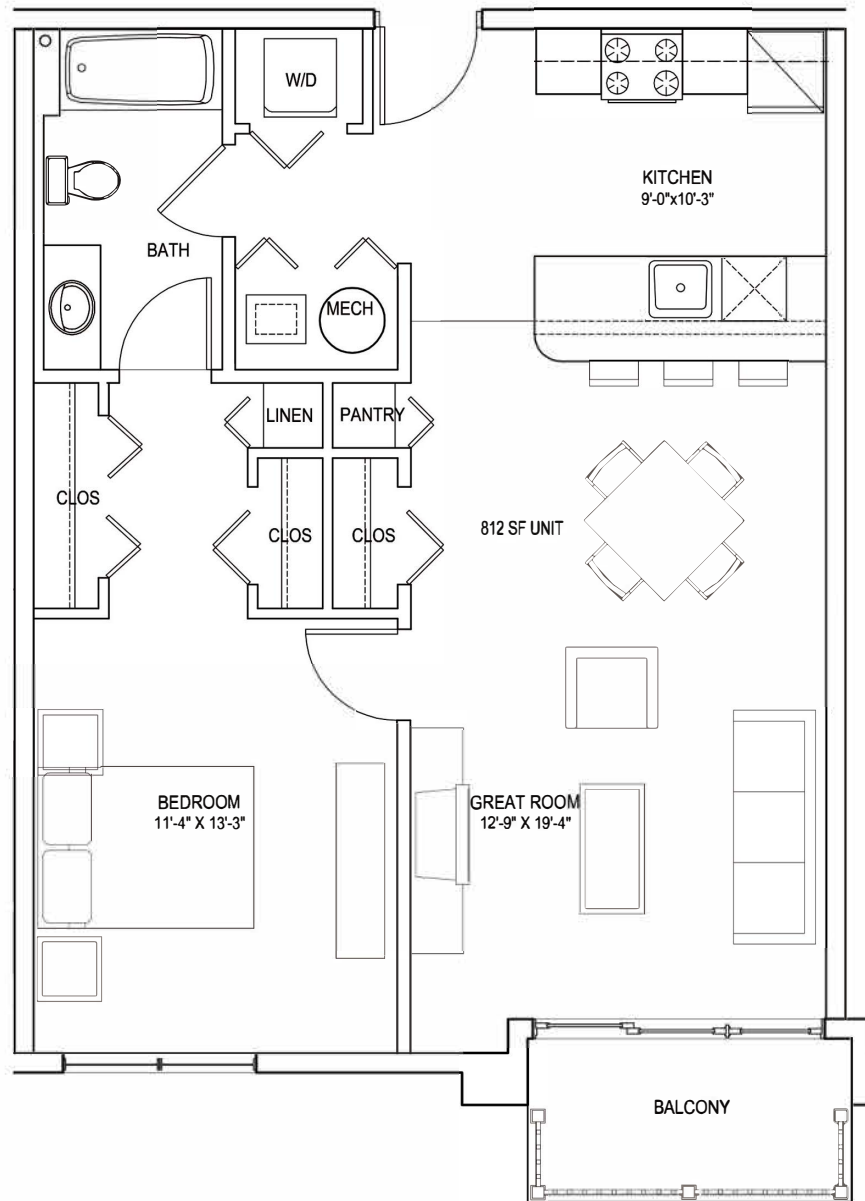 W/D
KITCHEN
9'-0"x10'-3"
BATH
MECH
LINEN
PANTRY
CLOS
CLOS
CLOS
812 SF UNIT
BEDROOM
11'-4" X 13'-3"
GREAT ROOM
12'-9" X 19'-4"
BALCONY